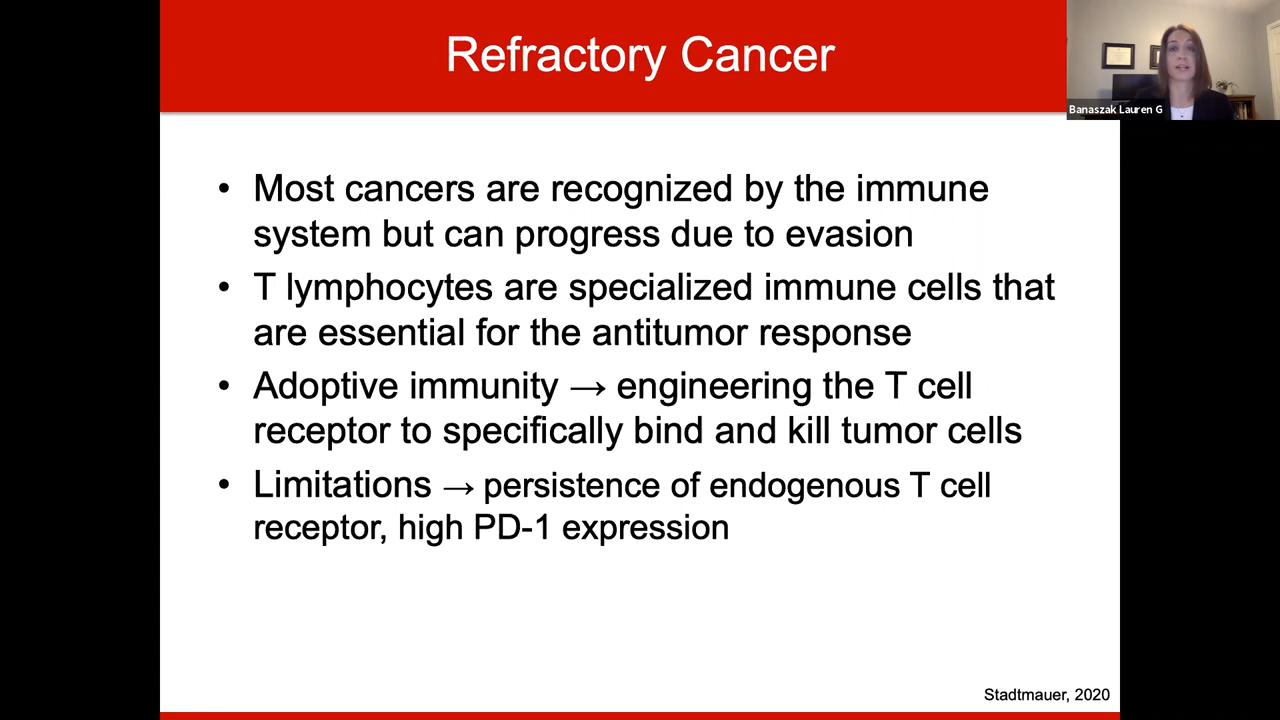 Refractory Cancer
Banaszak Lauren G
• Most cancers are recognized by the immune
system but can progress due to evasion
• T lymphocytes are specialized immune cells that
are essential for the antitumor response
• Adoptive immunity → engineering the T cell
receptor to specifically bind and kill tumor cells
• Limitations → persistence of endogenous T cell
receptor, high PD-1 expression
Stadtmauer, 2020